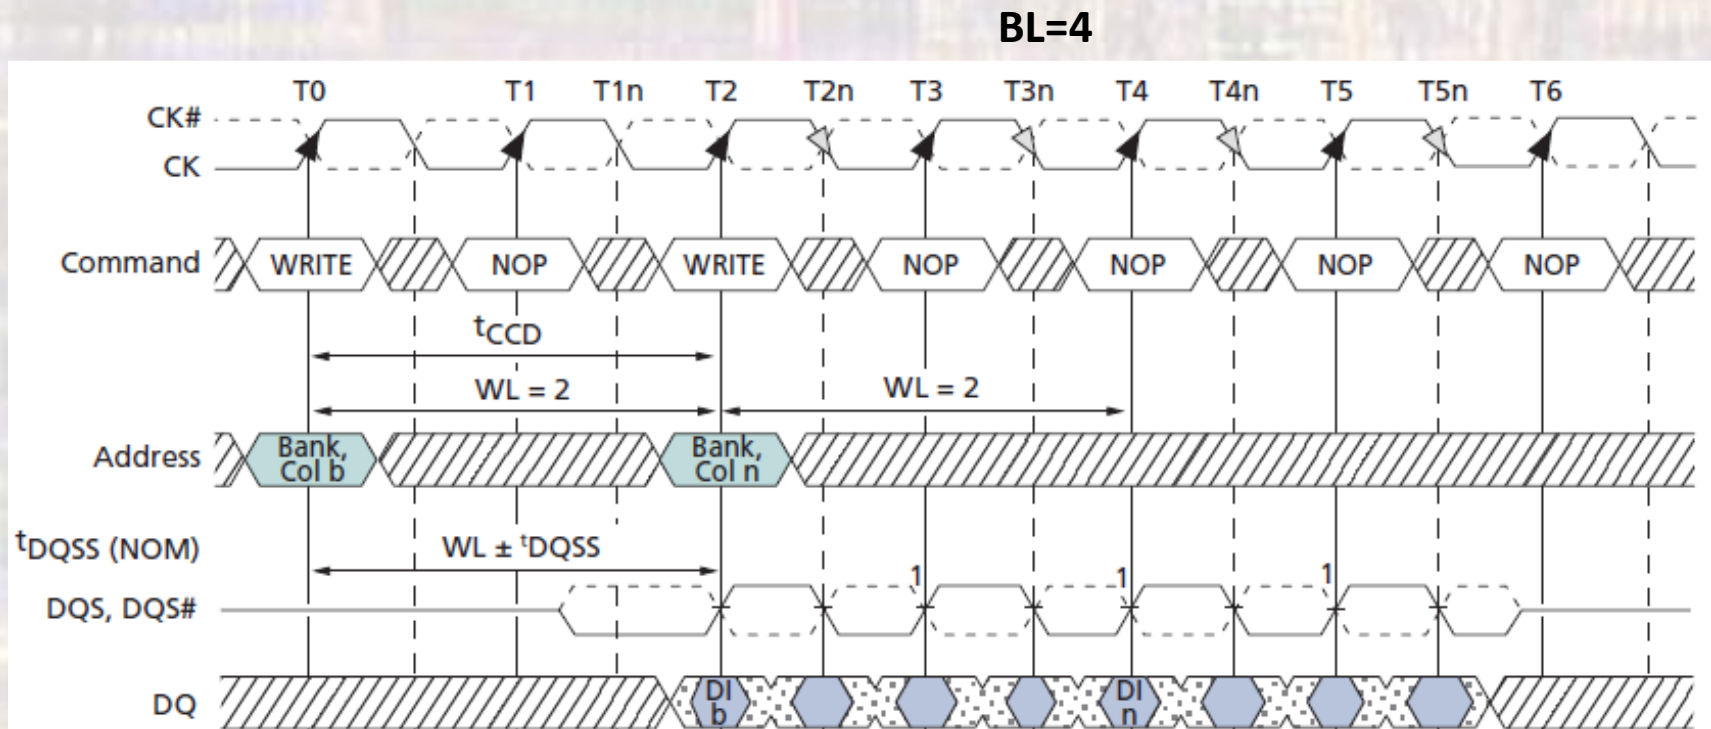 BL=4
T0 T1 T1n T2 T2n T3 T3n T4 T4n T5 T5n T6
CK#
CK
Command WRITE NOP WRITE NOP NOP NOP NOP
tCCD
WL = 2 WL = 2
Address Bank, Col b Bank, Col n
tDQSS (NOM) WL ± tDQSS
1 1 1
DQS, DQS#
DQ DI b DI n